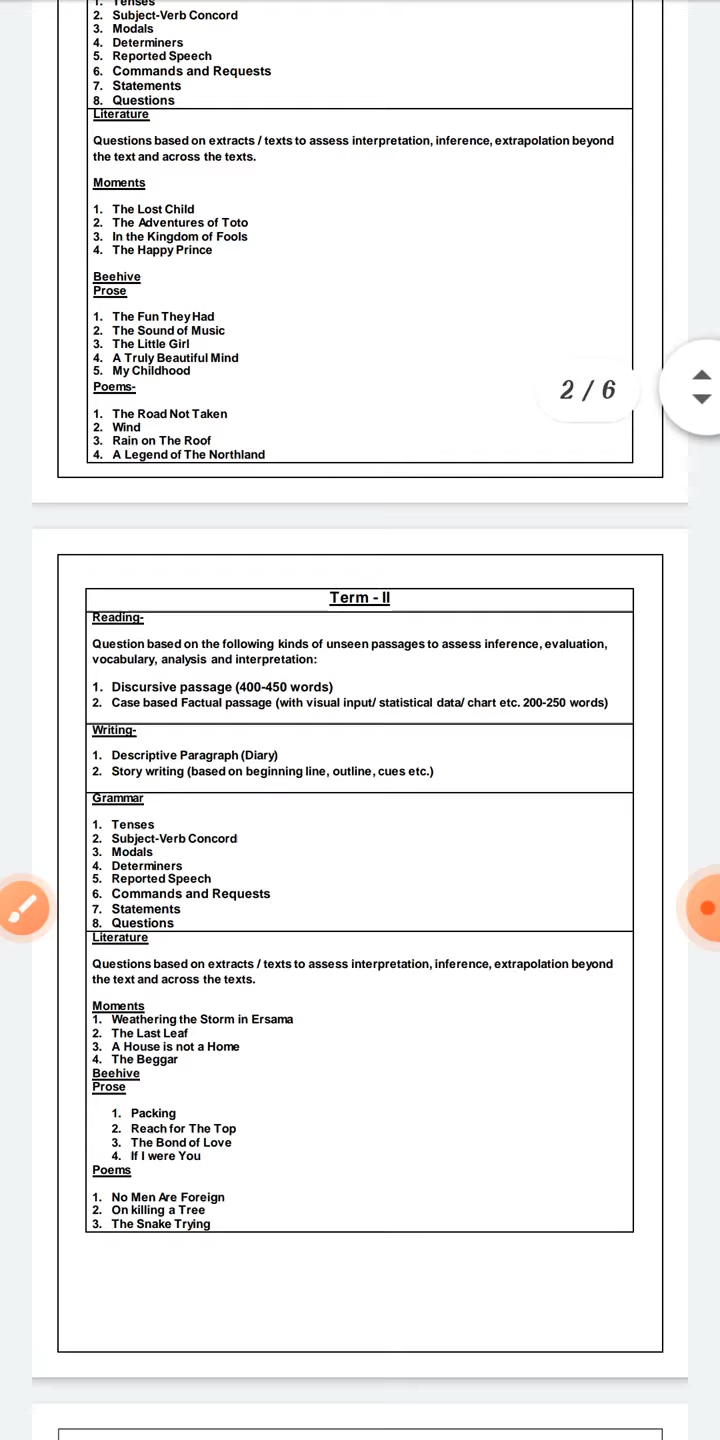 1. Tenses
2. Subject-Verb Concord
3. Modals
4. Determiners
5. Reported Speech
6. Commands and Requests
7. Statements
8. Questions
Literature
Questions based on extracts / texts to assess interpretation, inference, extrapolation beyond
the text and across the texts.
Moments
1. The Lost Child
2. The Adventures of Toto
3. In the Kingdom of Fools
4. The Happy Prince
Beehive
Prose
1. The Fun They Had
2. The Sound of Music
3. The Little Girl
4. A Truly Beautiful Mind
5. My Childhood
Poems-
2 / 6
1. The Road Not Taken
2. Wind
3. Rain on The Roof
4. A Legend of The Northland
Term - II
Reading-
Question based on the following kinds of unseen passages to assess inference, evaluation,
vocabulary, analysis and interpretation:
1. Discursive passage (400-450 words)
2. Case based Factual passage (with visual input/ statistical data/ chart etc. 200-250 words)
Writing-
1. Descriptive Paragraph (Diary)
2. Story writing (based on beginning line, outline, cues etc.)
Grammar
1. Tenses
2. Subject-Verb Concord
3. Modals
4. Determiners
5. Reported Speech
6. Commands and Requests
7. Statements
8. Questions
Literature
Questions based on extracts / texts to assess interpretation, inference, extrapolation beyond
the text and across the texts.
Moments
1. Weathering the Storm in Ersama
2. The Last Leaf
3. A House is not a Home
4. The Beggar
Beehive
Prose
1. Packing
2. Reach for The Top
3. The Bond of Love
4. If I were You
Poems
1. No Men Are Foreign
2. On killing a Tree
3. The Snake Trying